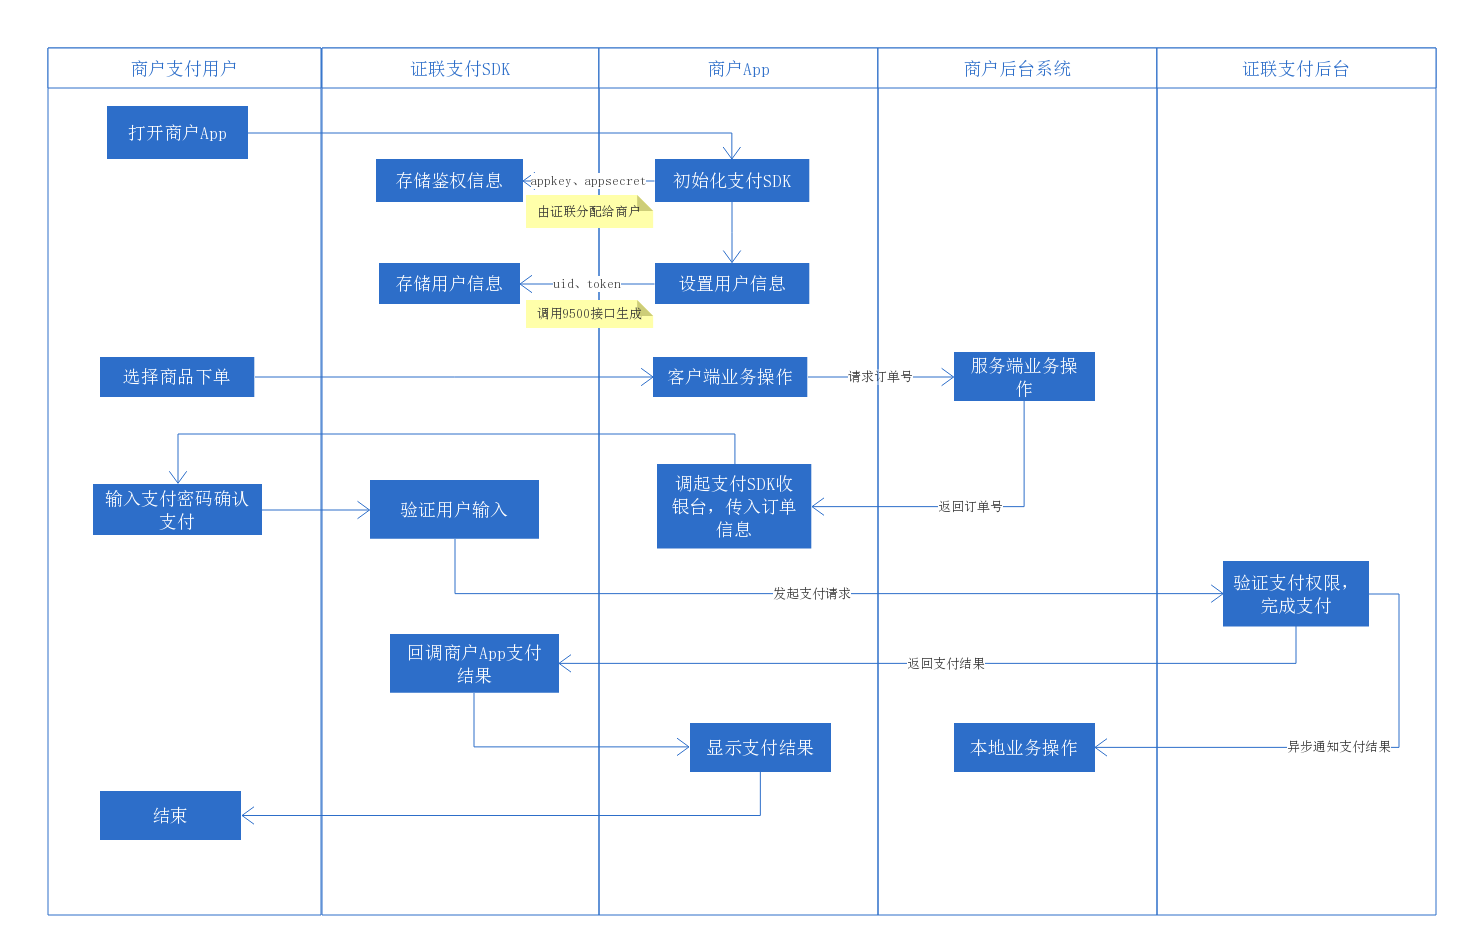 商户支付用户
证联支付SDK
商户App
商户后台系统
证联支付后台
打开商户App
存储鉴权信息
appkey、appsecret
初始化支付SDK
由证联分配给商户
存储用户信息
uid、token
设置用户信息
调用9500接口生成
选择商品下单
客户端业务操作
请求订单号
服务端业务操
作
输入支付密码确认
支付
验证用户输入
调起支付SDK收
银台，传入订单
信息
返回订单号
发起支付请求
验证支付权限，
完成支付
回调商户App支付
结果
返回支付结果
显示支付结果
本地业务操作
异步通知支付结果
结束